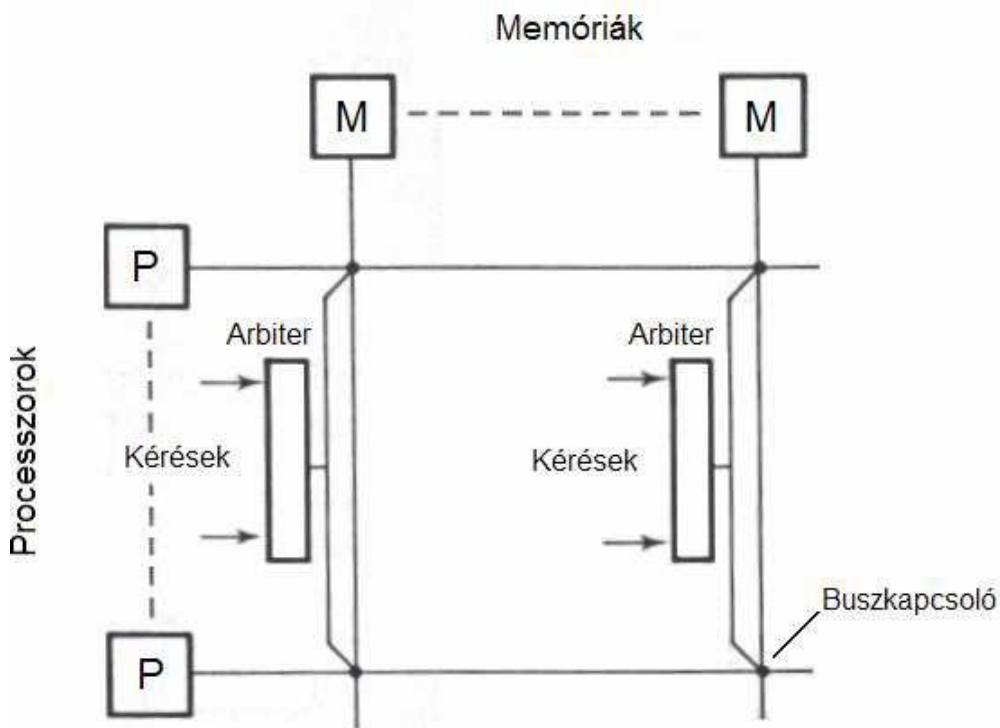 Memóriák
M
M
P
Arbiter
Arbiter
Processzorok
Kérések
Kérések
Buszkapcsoló
P